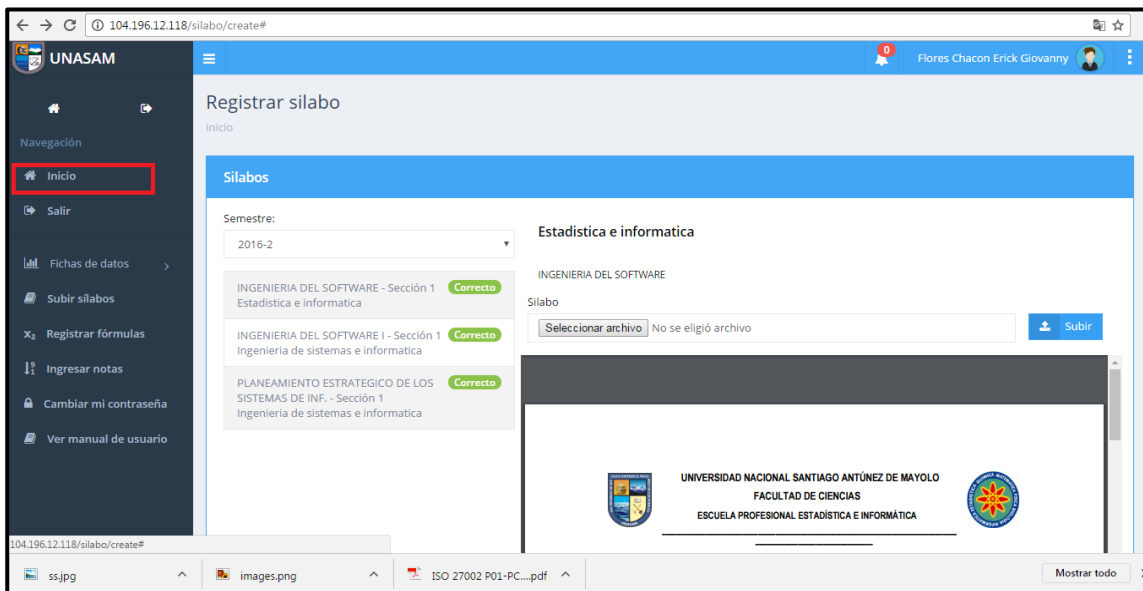 104.196.12.118/silabo/create#
UNASAM
0
Flores Chacon Erick Giovanny
Navegación
Inicio
Salir
Fichas de datos
Subir sílabos
x₂ Registrar fórmulas
Ingresar notas
Cambiar mi contraseña
Ver manual de usuario
Registrar silabo
Inicio
Silabos
Semestre:
2016-2
INGENIERIA DEL SOFTWARE - Sección 1 Correcto
Estadistica e informatica
INGENIERIA DEL SOFTWARE I - Sección 1 Correcto
Ingenieria de sistemas e informatica
PLANEAMIENTO ESTRATEGICO DE LOS Correcto
SISTEMAS DE INF. - Sección 1
Ingenieria de sistemas e informatica
Estadistica e informatica
INGENIERIA DEL SOFTWARE
Silabo
Seleccionar archivo No se eligió archivo
Subir
UNIVERSIDAD NACIONAL SANTIAGO ANTÚNEZ DE MAYOLO
FACULTAD DE CIENCIAS
ESCUELA PROFESIONAL ESTADÍSTICA E INFORMÁTICA
104.196.12.118/silabo/create#
ss.jpg
images.png
ISO 27002 P01-PC....pdf
Mostrar todo